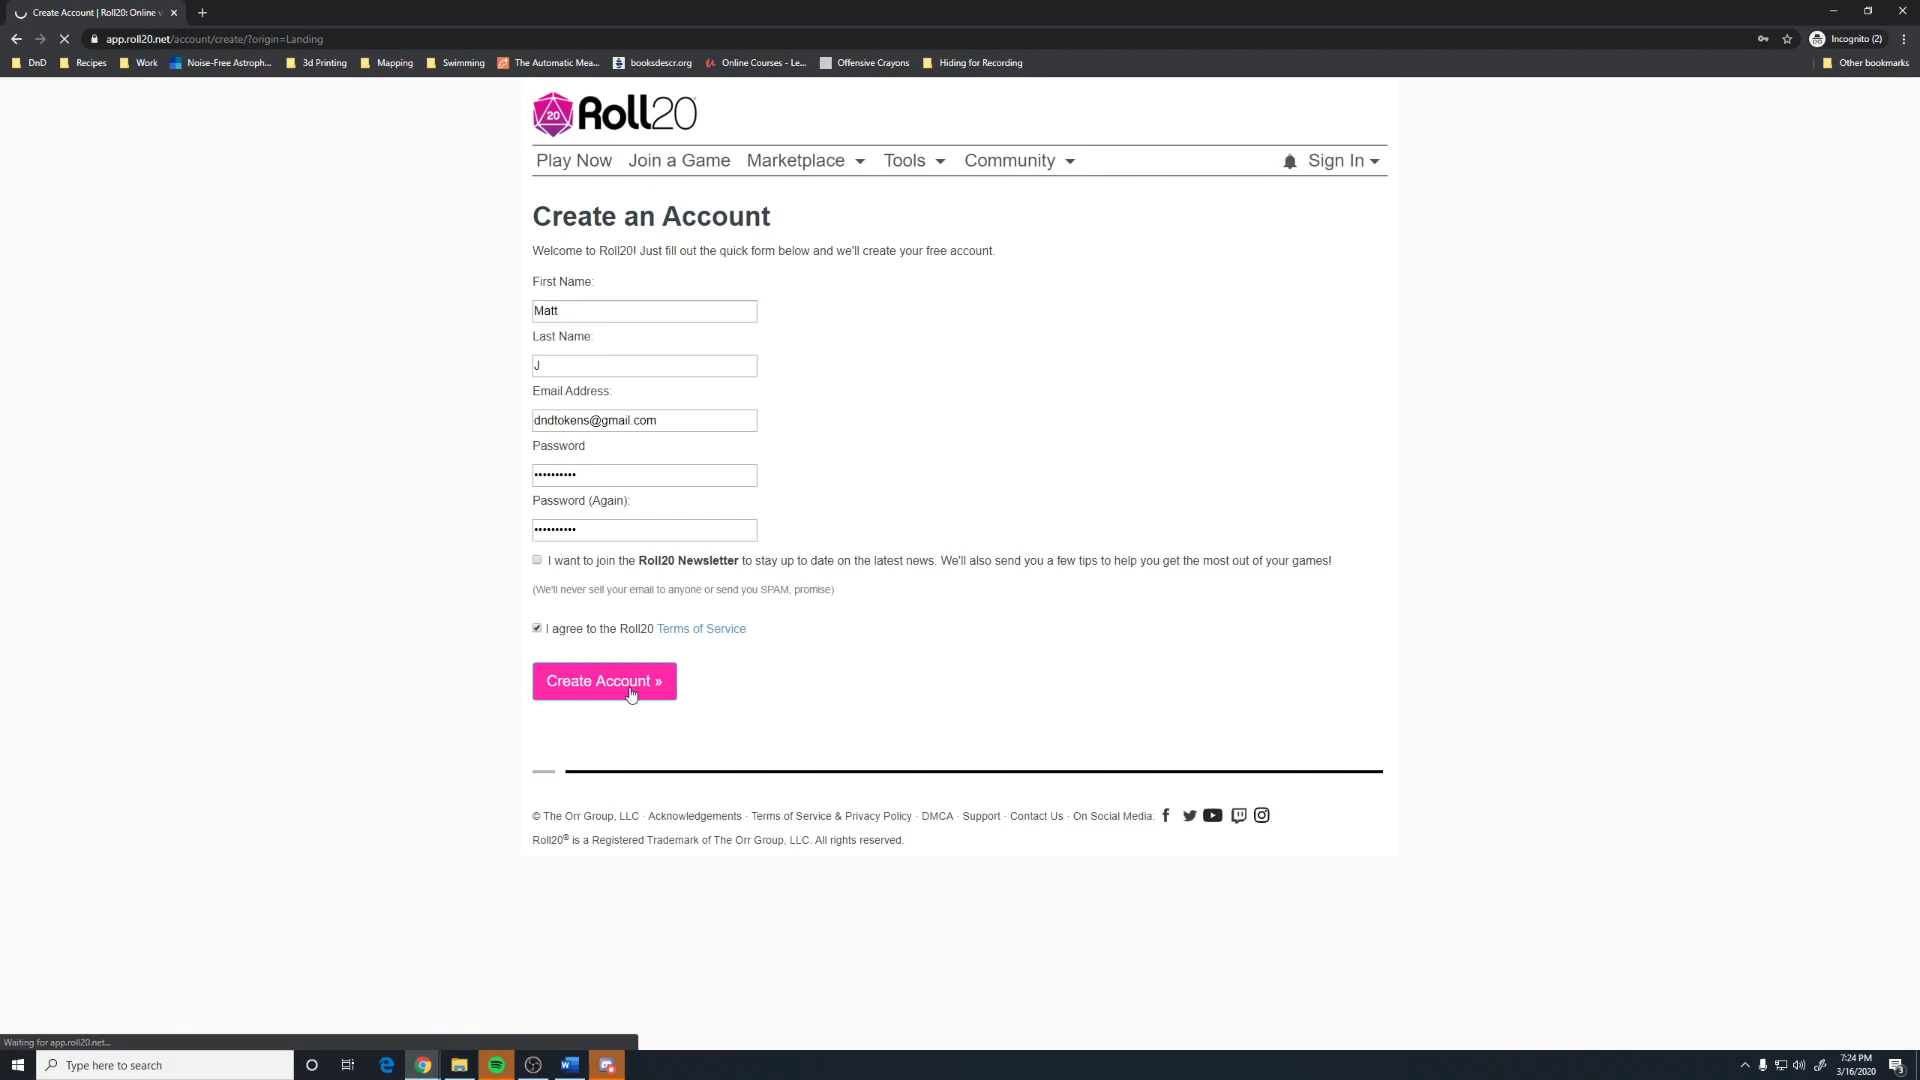 Create Account | Roll20: Online v
app.roll20.net/account/create/?origin=Landing
Incognito (2)
DnD
Recipes
Work
Noise-Free Astroph...
3d Printing
Mapping
Swimming
The Automatic Mea...
booksdescr.org
Online Courses - Le...
Offensive Crayons
Hiding for Recording
Other bookmarks
20
Roll20
Play Now
Join a Game
Marketplace
Tools
Community
Sign In
Create an Account
Welcome to Roll20! Just fill out the quick form below and we'll create your free account.
First Name:
Matt
Last Name:
J
Email Address:
dndtokens@gmail.com
Password
••••••••••
Password (Again):
••••••••••
I want to join the Roll20 Newsletter to stay up to date on the latest news. We'll also send you a few tips to help you get the most out of your games!
(We'll never sell your email to anyone or send you SPAM, promise)
I agree to the Roll20 Terms of Service
Create Account »
© The Orr Group, LLC · Acknowledgements · Terms of Service & Privacy Policy · DMCA · Support · Contact Us · On Social Media:
Roll20® is a Registered Trademark of The Orr Group, LLC. All rights reserved.
Waiting for app.roll20.net...
Type here to search
7:24 PM
3/16/2020
3